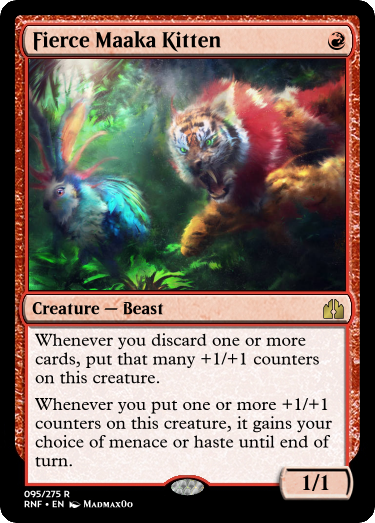 Fierce Maaka Kitten
Creature — Beast
Whenever you discard one or more
cards, put that many +1/+1 counters
on this creature.
Whenever you put one or more +1/+1
counters on this creature, it gains your
choice of menace or haste until end of
turn.
1/1
095/275 R
RNF • EN MadmaxOo